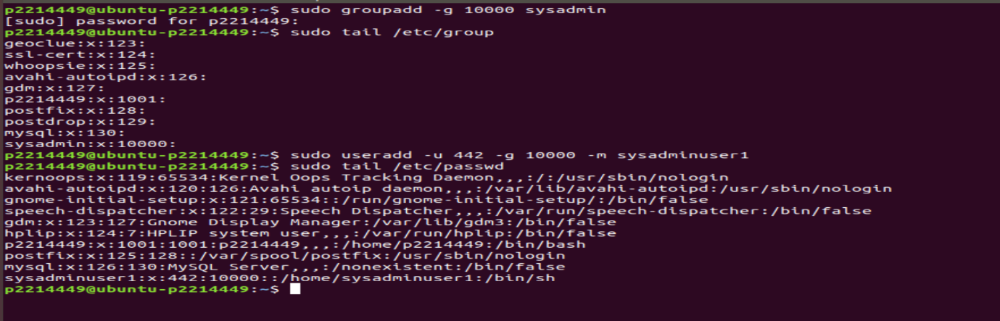 p2214449@ubuntu-p2214449:~$ sudo groupadd -g 10000 sysadmin
[sudo] password for p2214449:
p2214449@ubuntu-p2214449:~$ sudo tail /etc/group
geoclue:x:123:
ssl-cert:x:124:
whoopsie:x:125:
avahi-autoipd:x:126:
gdm:x:127:
p2214449:x:1001:
postfix:x:128:
postdrop:x:129:
mysql:x:130:
sysadmin:x:10000:
p2214449@ubuntu-p2214449:~$ sudo useradd -u 442 -g 10000 -m sysadminuser1
p2214449@ubuntu-p2214449:~$ sudo tail /etc/passwd
kernoops:x:119:65534:Kernel Oops Tracking Daemon,,,:/:/usr/sbin/nologin
avahi-autoipd:x:120:126:Avahi autoip daemon,,,:/var/lib/avahi-autoipd:/usr/sbin/nologin
gnome-initial-setup:x:121:65534::/run/gnome-initial-setup/:/bin/false
speech-dispatcher:x:122:29:Speech Dispatcher,,,:/var/run/speech-dispatcher:/bin/false
gdm:x:123:127:Gnome Display Manager:/var/lib/gdm3:/bin/false
hplip:x:124:7:HPLIP system user,,,:/var/run/hplip:/bin/false
p2214449:x:1001:1001:p2214449,,,:/home/p2214449:/bin/bash
postfix:x:125:128::/var/spool/postfix:/usr/sbin/nologin
mysql:x:126:130:MySQL Server,,,:/nonexistent:/bin/false
sysadminuser1:x:442:10000::/home/sysadminuser1:/bin/sh
p2214449@ubuntu-p2214449:~$